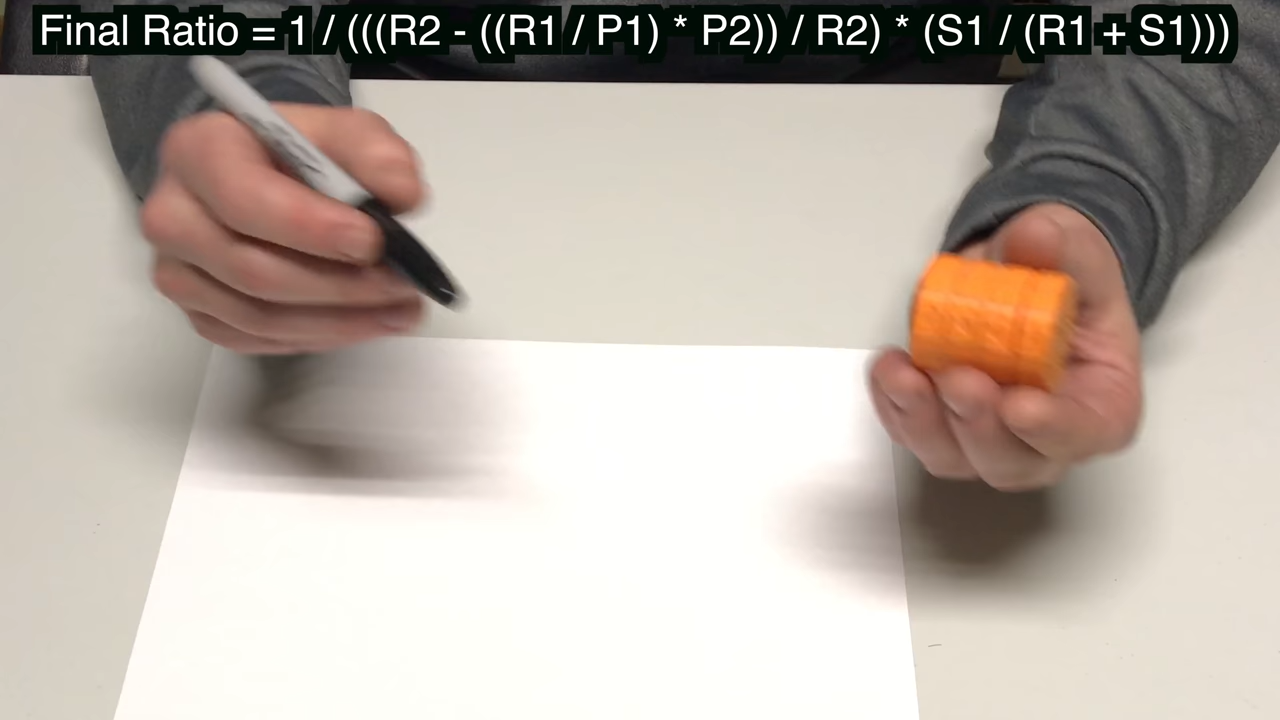 Final Ratio = 1 / (((R2 - ((R1 / P1) * P2)) / R2) * (S1 / (R1 + S1)))